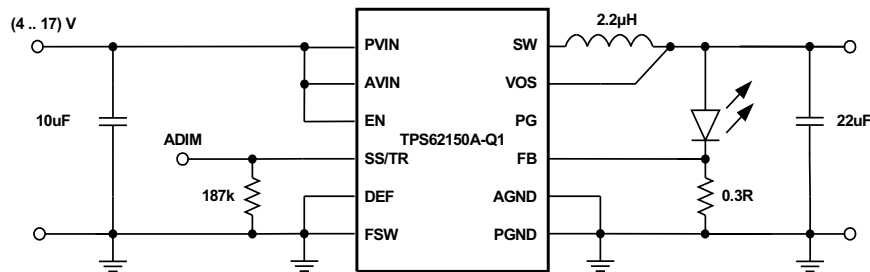 (4 .. 17) V
2.2µH
PVIN
SW
AVIN
VOS
10uF
EN
PG
22uF
TPS62150A-Q1
ADIM
SS/TR
FB
187k
DEF
AGND
0.3R
FSW
PGND